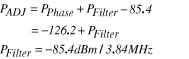 P_ADJ = P_Phase + P_Filter − 85.4
= −126.2 + P_Filter
P_Filter = −85.4dBm / 3.84MHz